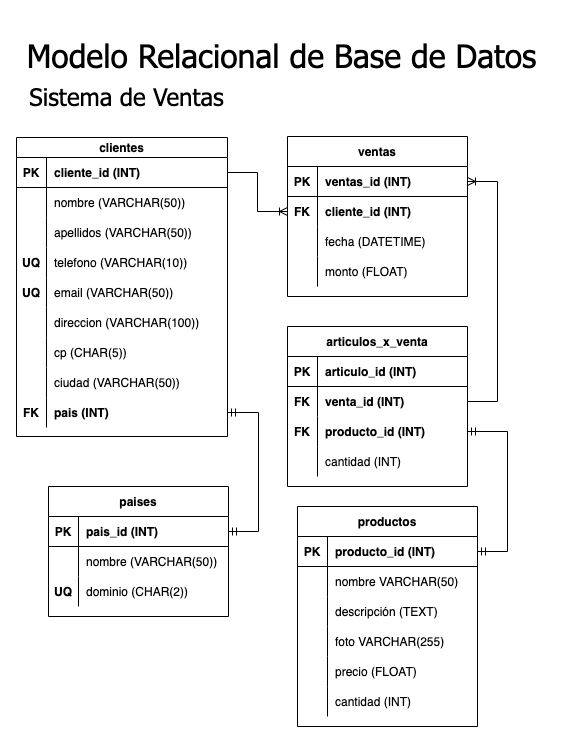 Modelo Relacional de Base de Datos
Sistema de Ventas
clientes
PK cliente_id (INT)
nombre (VARCHAR(50))
apellidos (VARCHAR(50))
UQ telefono (VARCHAR(10))
UQ email (VARCHAR(50))
direccion (VARCHAR(100))
cp (CHAR(5))
ciudad (VARCHAR(50))
FK pais (INT)
ventas
PK ventas_id (INT)
FK cliente_id (INT)
fecha (DATETIME)
monto (FLOAT)
articulos_x_venta
PK articulo_id (INT)
FK venta_id (INT)
FK producto_id (INT)
cantidad (INT)
paises
PK pais_id (INT)
nombre (VARCHAR(50))
UQ dominio (CHAR(2))
productos
PK producto_id (INT)
nombre VARCHAR(50)
descripción (TEXT)
foto VARCHAR(255)
precio (FLOAT)
cantidad (INT)